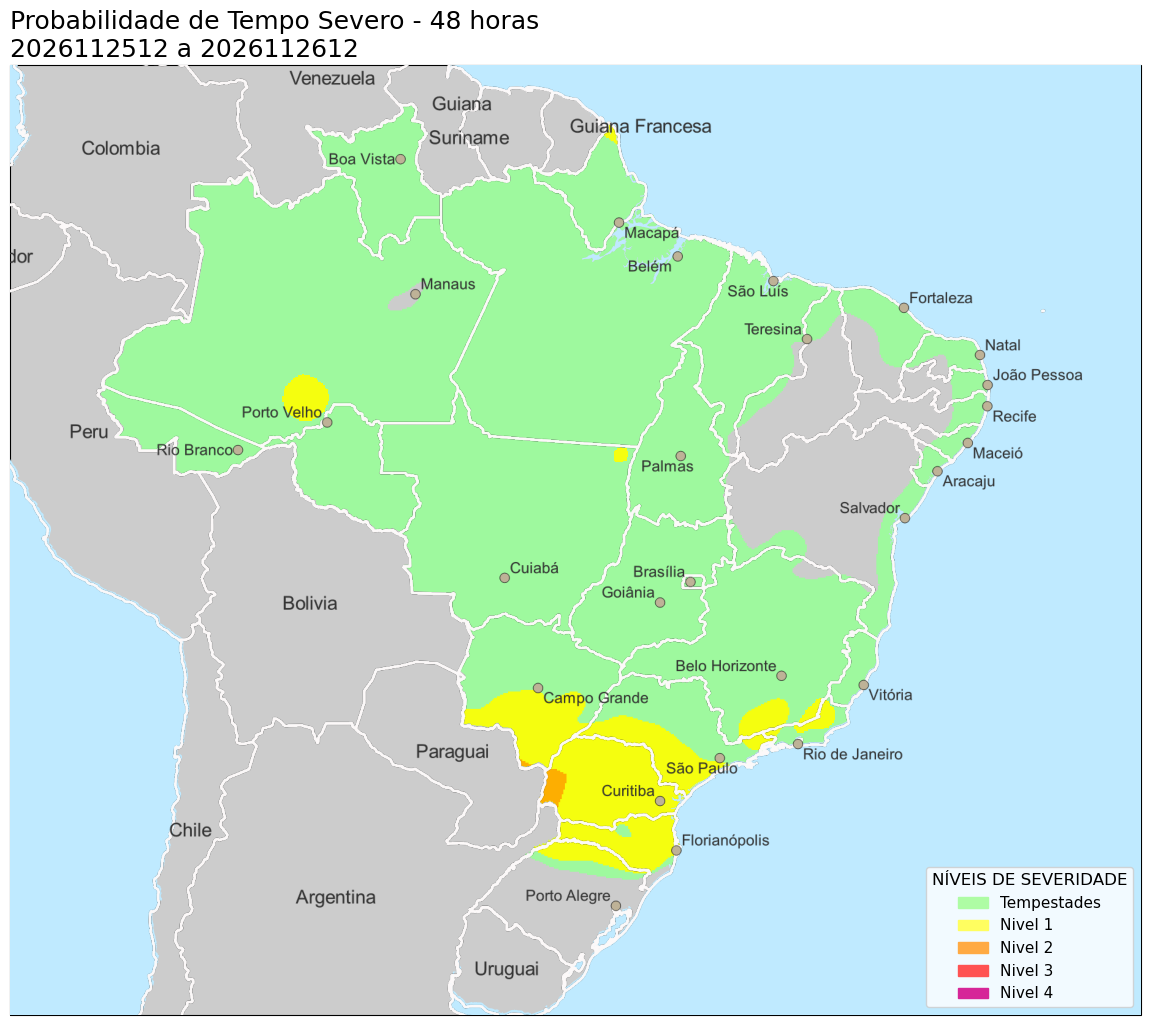 Probabilidade de Tempo Severo - 48 horas
2026112512 a 2026112612
Venezuela
Guiana
Colombia
Suriname
Guiana Francesa
Boa Vista
Macapá
dor
Belém
Manaus
São Luís
Fortaleza
Teresina
Natal
João Pessoa
Porto Velho
Recife
Peru
Rio Branco
Maceió
Palmas
Aracaju
Salvador
Cuiabá
Brasília
Goiânia
Bolivia
Belo Horizonte
Vitória
Campo Grande
Paraguai
Rio de Janeiro
São Paulo
Curitiba
Chile
Florianópolis
Argentina
Porto Alegre
Uruguai
NÍVEIS DE SEVERIDADE
Tempestades
Nivel 1
Nivel 2
Nivel 3
Nivel 4